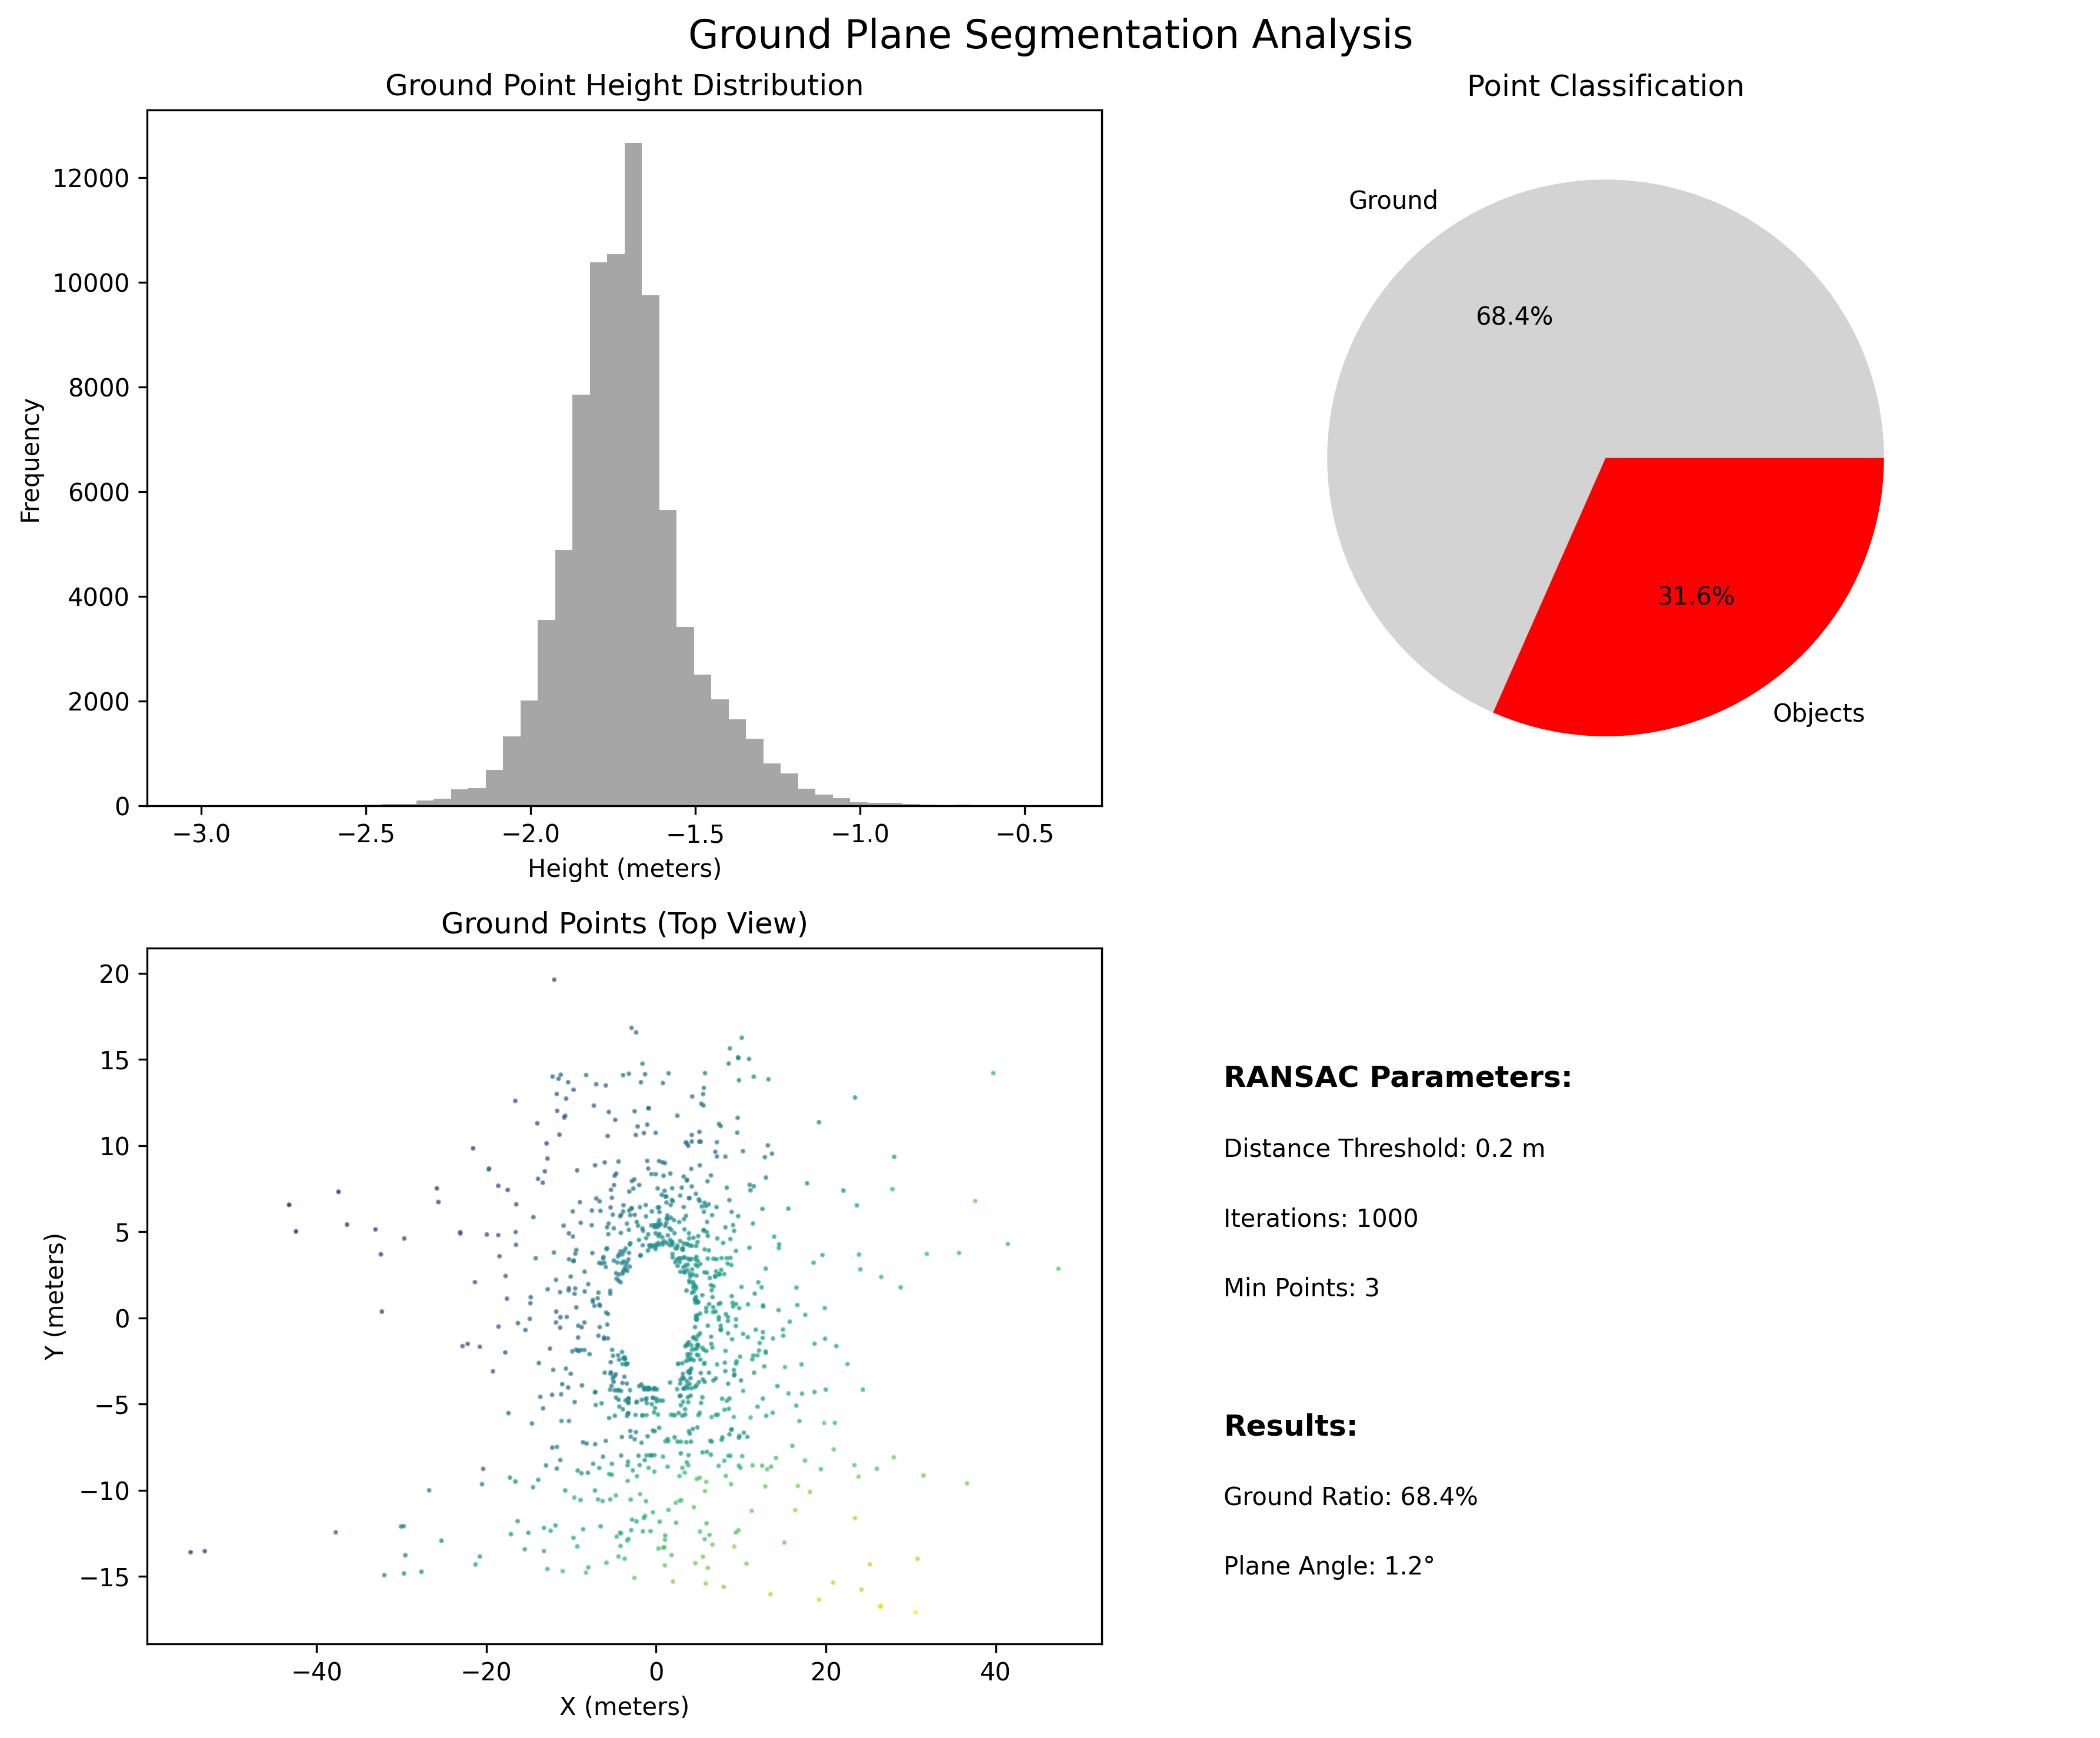 Ground Plane Segmentation Analysis
Ground Point Height Distribution
Frequency
12000
10000
8000
6000
4000
2000
0
−3.0 −2.5 −2.0 −1.5 −1.0 −0.5
Height (meters)
Point Classification
Ground
68.4%
31.6%
Objects
Ground Points (Top View)
Y (meters)
20
15
10
5
0
−5
−10
−15
−40 −20 0 20 40
X (meters)
RANSAC Parameters:
Distance Threshold: 0.2 m
Iterations: 1000
Min Points: 3
Results:
Ground Ratio: 68.4%
Plane Angle: 1.2°